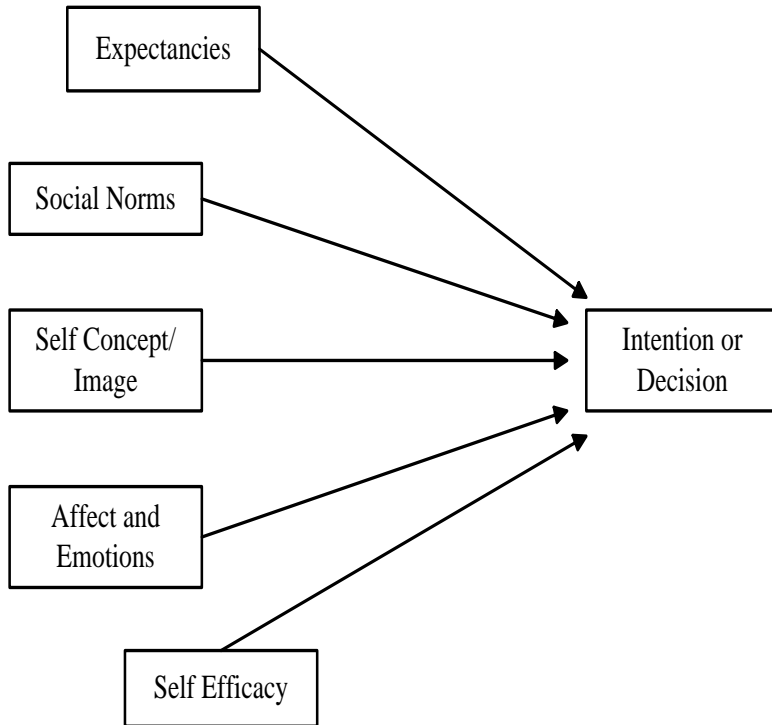 Expectancies
Social Norms
Self Concept/
Image
Intention or
Decision
Affect and
Emotions
Self Efficacy